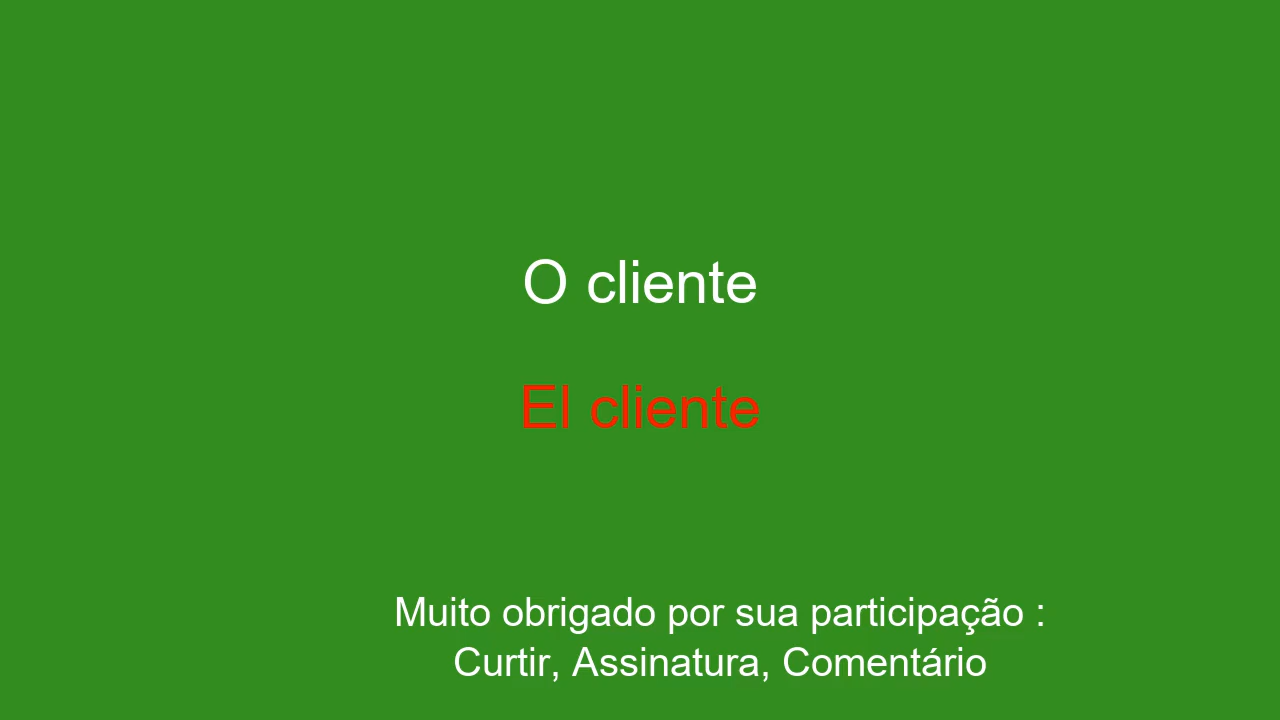 O cliente
El cliente
Muito obrigado por sua participação :
Curtir, Assinatura, Comentário